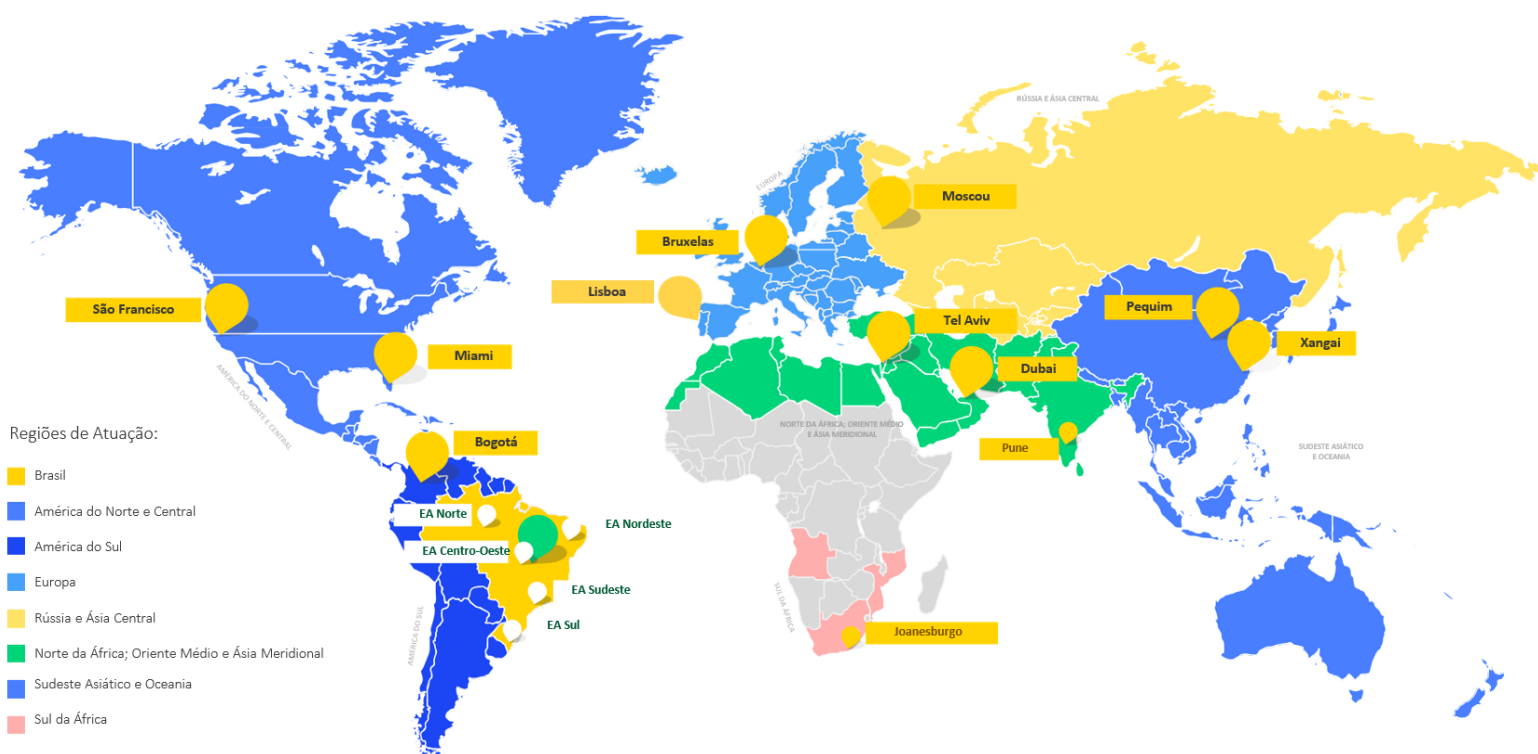 RÚSSIA E ÁSIA CENTRAL
EUROPA
Moscou
Bruxelas
Lisboa
São Francisco
Pequim
Tel Aviv
Xangai
Miami
Dubai
AMÉRICA DO NORTE E CENTRAL
NORTE DA ÁFRICA; ORIENTE MÉDIO
E ÁSIA MERIDIONAL
Pune
SUDESTE ASIÁTICO
E OCEANIA
Bogotá
EA Norte
EA Nordeste
EA Centro-Oeste
EA Sudeste
EA Sul
AMÉRICA DO SUL
SUL DA ÁFRICA
Joanesburgo
Regiões de Atuação:
Brasil
América do Norte e Central
América do Sul
Europa
Rússia e Ásia Central
Norte da África; Oriente Médio e Ásia Meridional
Sudeste Asiático e Oceania
Sul da África